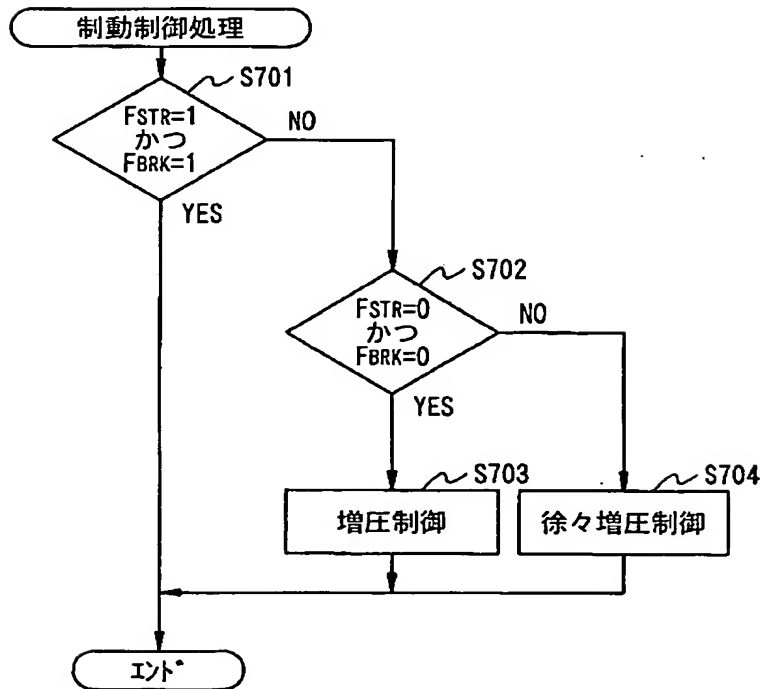 制動制御処理
S701
FSTR=1
かつ
FBRK=1
NO
YES
S702
FSTR=0
かつ
FBRK=0
NO
YES
S703
増圧制御
S704
徐々増圧制御
エンド